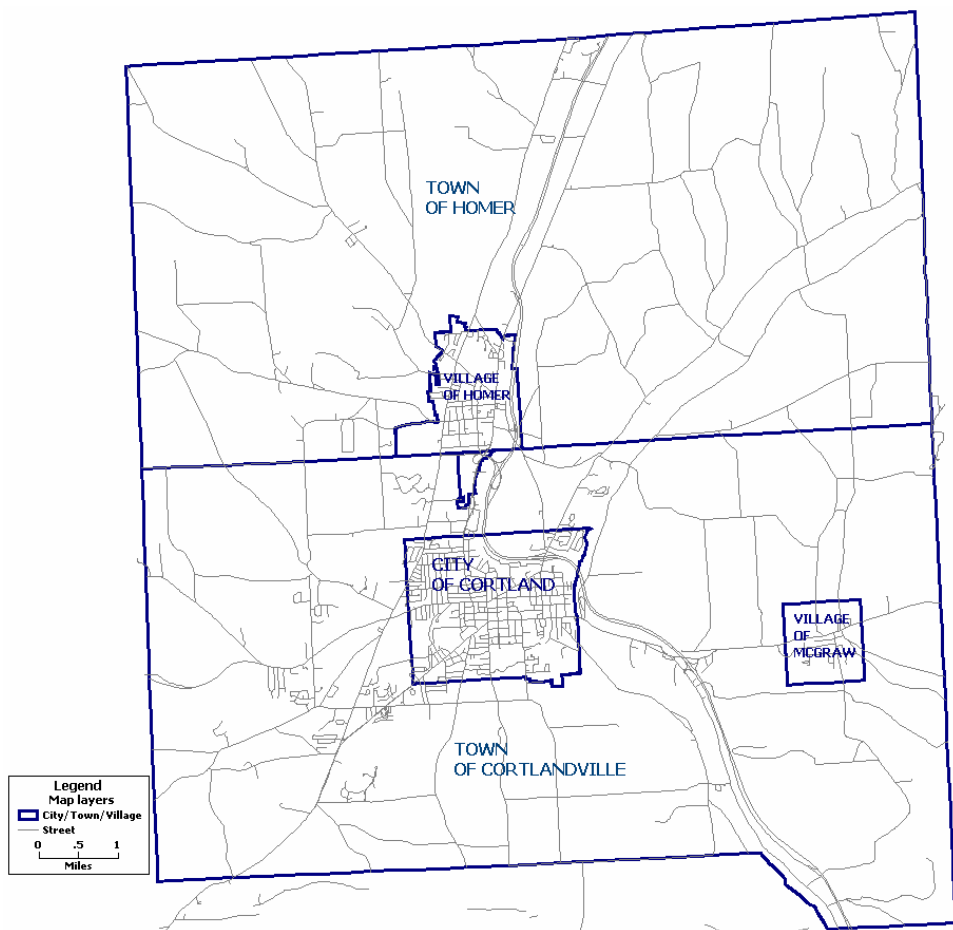 TOWN
OF HOMER
VILLAGE
OF HOMER
CITY
OF CORTLAND
VILLAGE
OF
MCGRAW
TOWN
OF CORTLANDVILLE
Legend
Map layers
City/Town/Village
Street
0 .5 1
Miles